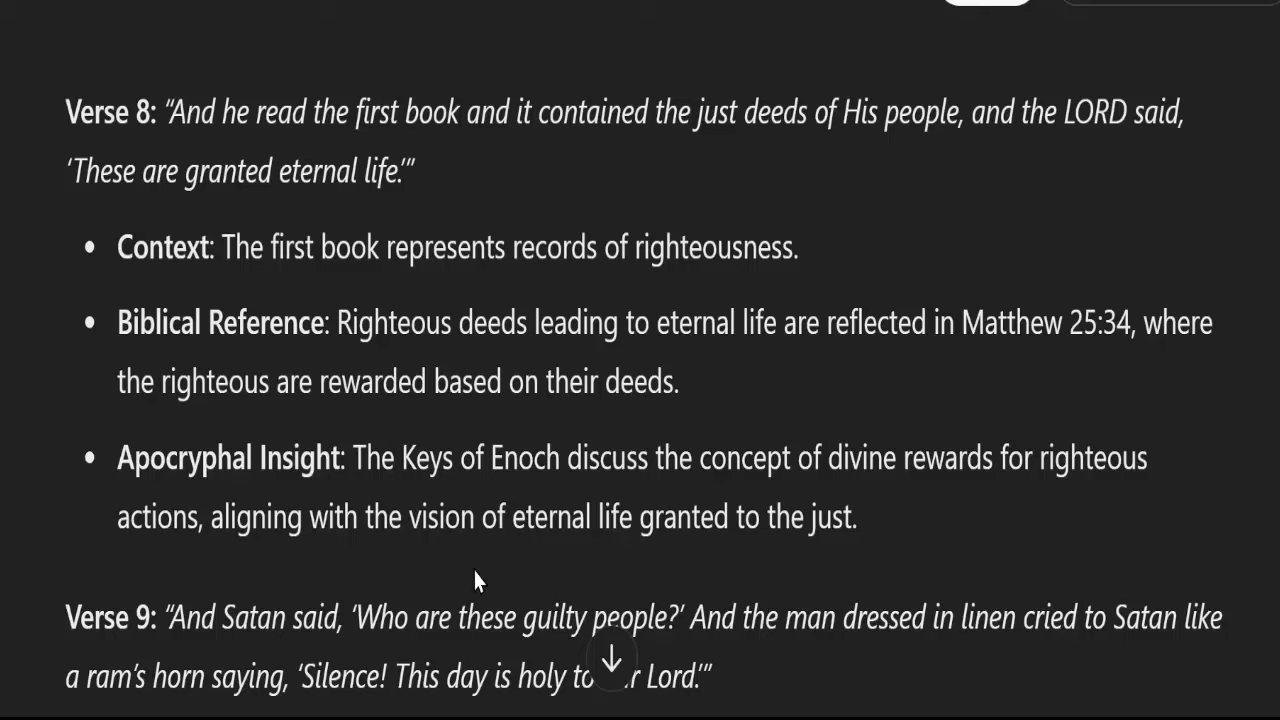 Verse 8: “And he read the first book and it contained the just deeds of His people, and the LORD said,
‘These are granted eternal life.’”
• Context: The first book represents records of righteousness.
• Biblical Reference: Righteous deeds leading to eternal life are reflected in Matthew 25:34, where
the righteous are rewarded based on their deeds.
• Apocryphal Insight: The Keys of Enoch discuss the concept of divine rewards for righteous
actions, aligning with the vision of eternal life granted to the just.
Verse 9: “And Satan said, ‘Who are these guilty people?’ And the man dressed in linen cried to Satan like
a ram’s horn saying, ‘Silence! This day is holy to Lord.’”